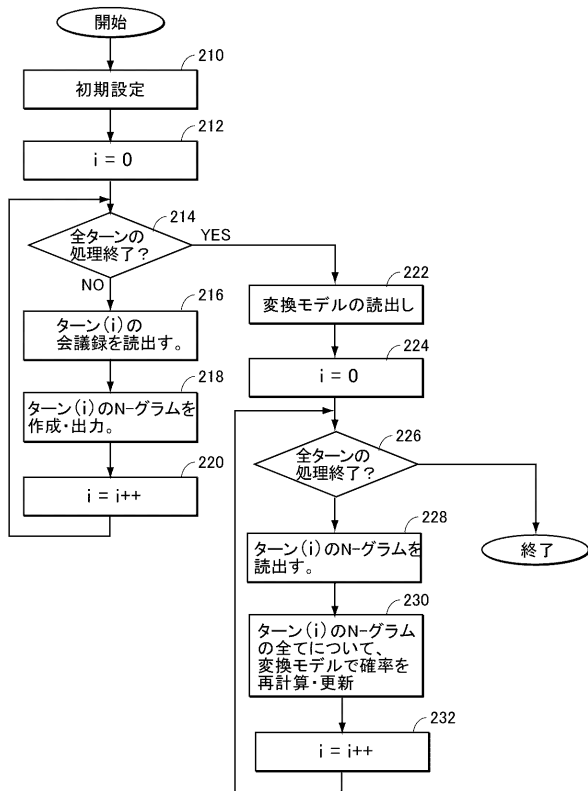 開始
210
初期設定
212
i = 0
214
全ターンの
処理終了?
YES
NO
216
ターン(i)の
会議録を読出す。
218
ターン(i)のN-グラムを
作成・出力。
220
i = i++
222
変換モデルの読出し
224
i = 0
226
全ターンの
処理終了?
228
ターン(i)のN-グラムを
読出す。
終了
230
ターン(i)のN-グラム
の全てについて、
変換モデルで確率を
再計算・更新
232
i = i++